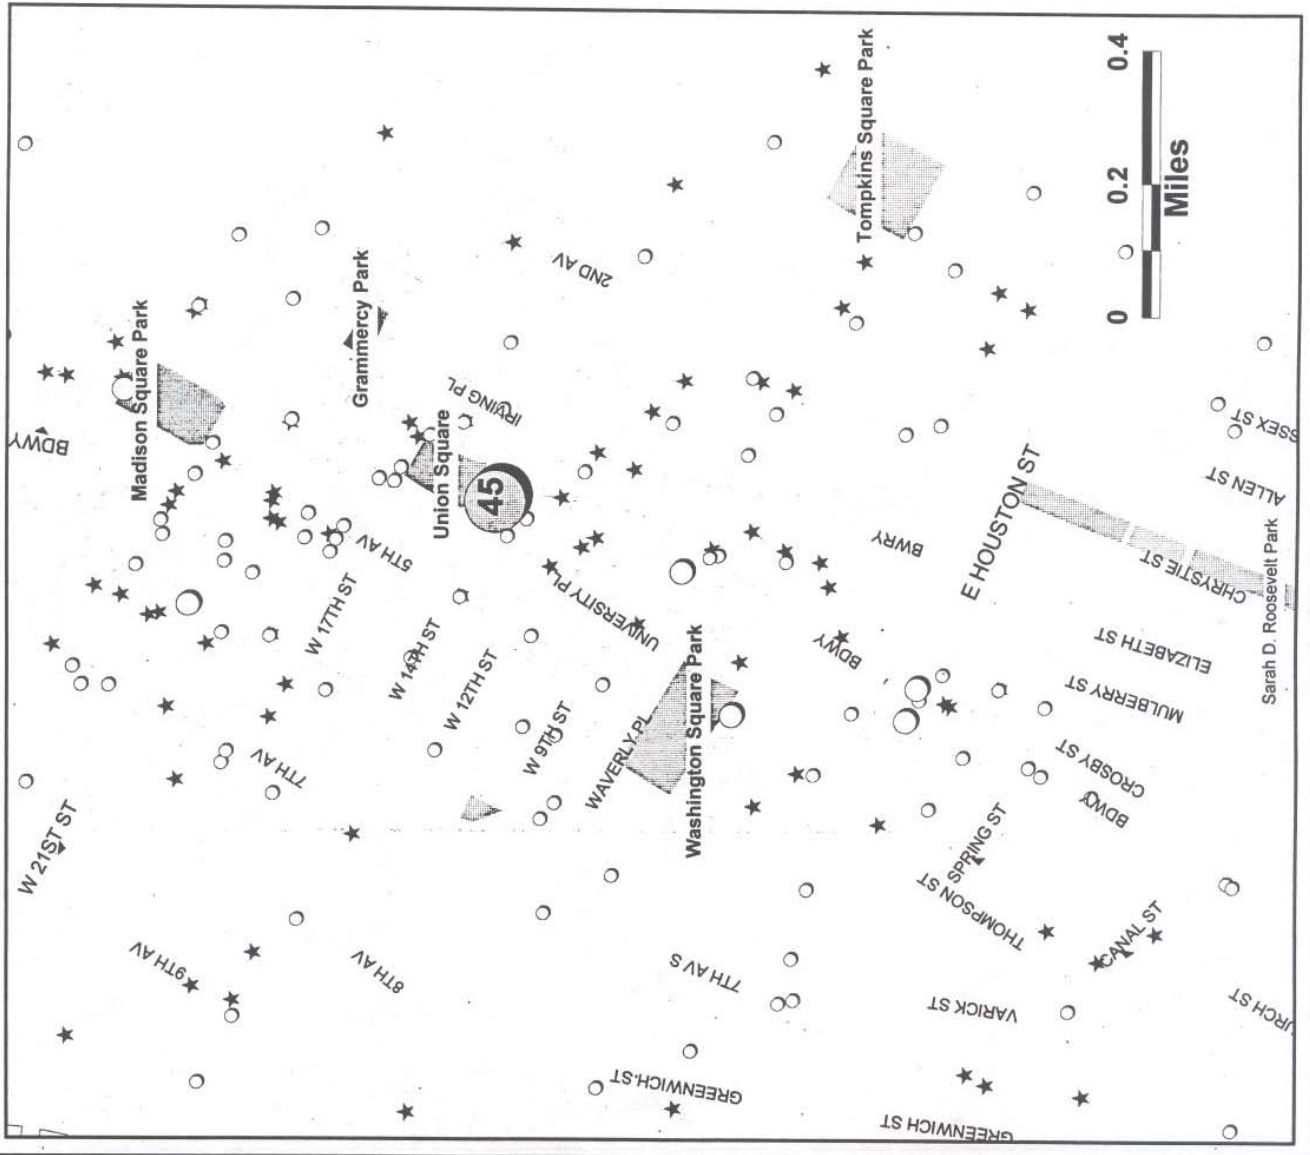 Tompkins Square Park
0 0.2 0.4
Miles
2ND AV
Grammercy Park
Madison Square Park
IRVING PL
BDWY
Union Square
45
SSEX ST
ALLEN ST
E HOUSTON ST
BWRY
5TH AV
CHRYSTIE ST
Sarah D. Roosevelt Park
W 17TH ST
UNIVERSITY PL
W 14TH ST
BDWY
ELIZABETH ST
W 12TH ST
MULBERRY ST
W 9TH ST
WAVERLY PL
Washington Square Park
7TH AV
CROSBY ST
BDWY
W 21ST ST
SPRING ST
THOMPSON ST
CANAL ST
9TH AV
8TH AV
7TH AV S
VARICK ST
URCH ST
GREENWICH ST
GREENWICH ST